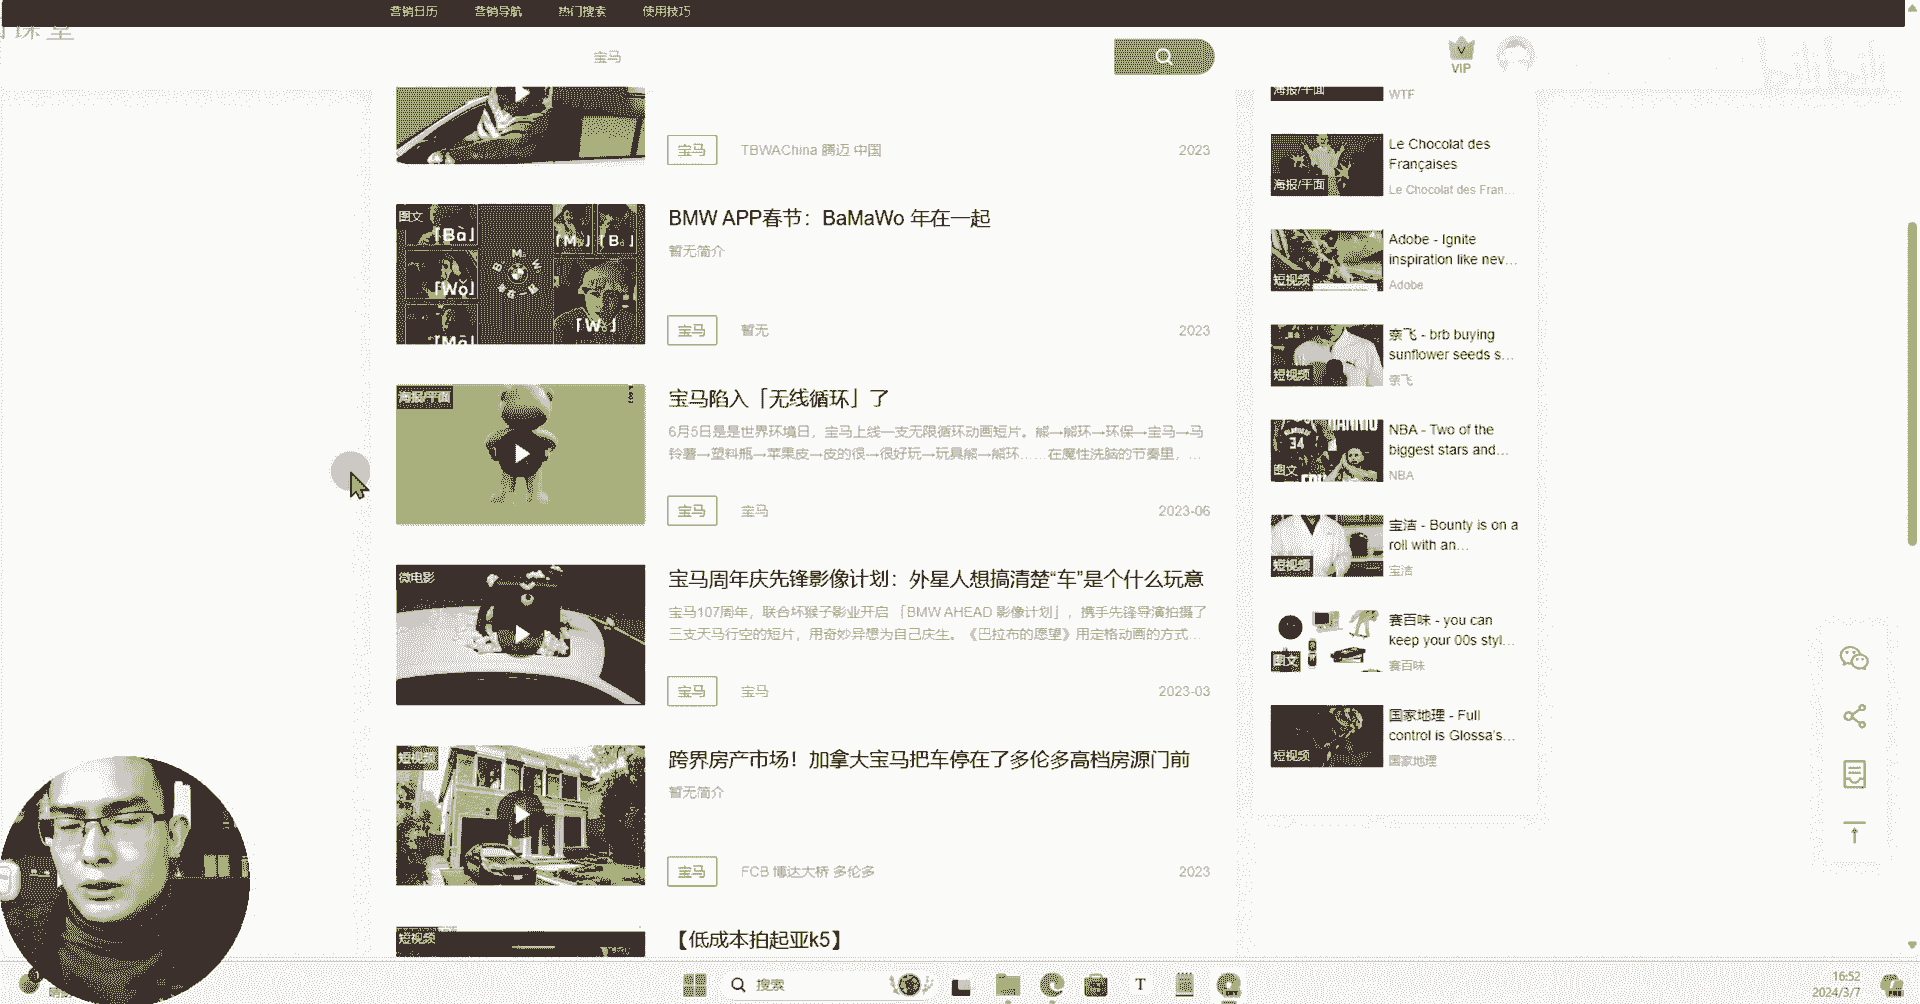 营销日历 营销导航 热门搜索 使用技巧
课堂
宝马
VIP
bilibili
宝马 TBWAChina 腾迈 中国 2023
图文
「Bà」
「Wǒ」
BMW APP春节：BaMaWo 年在一起
暂无简介
宝马 暂无 2023
海报/平面
宝马陷入「无线循环」了
6月5日是世界环境日，宝马上线一支无限循环动画短片。熊→熊环→环保→宝马→马
铃薯→塑料瓶→苹果皮→皮的很→很好玩→玩具熊→熊环……在魔性洗脑的节奏里，...
宝马 宝马 2023-06
微电影
宝马周年庆先锋影像计划：外星人想搞清楚“车”是个什么玩意
宝马107周年，联合坏猴子影业开启「BMW AHEAD 影像计划」，携手先锋导演拍摄了
三支天马行空的短片，用奇妙异想为自己庆生。《巴拉布的愿望》用定格动画的方式...
宝马 宝马 2023-03
短视频
跨界房产市场！加拿大宝马把车停在了多伦多高档房源门前
暂无简介
宝马 FCB 博达大桥 多伦多 2023
短视频
【低成本拍起亚k5】
海报/平面
WTF
海报/平面
Le Chocolat des
Françaises
Le Chocolat des Fran...
短视频
Adobe - Ignite
inspiration like nev...
Adobe
短视频
奈飞 - brb buying
sunflower seeds s...
奈飞
34
图文
NBA - Two of the
biggest stars and...
NBA
短视频
宝洁 - Bounty is on a
roll with an...
宝洁
图文
赛百味 - you can
keep your 00s styl...
赛百味
短视频
国家地理 - Full
control is Glossa's...
国家地理
搜索
16:52
2024/3/7